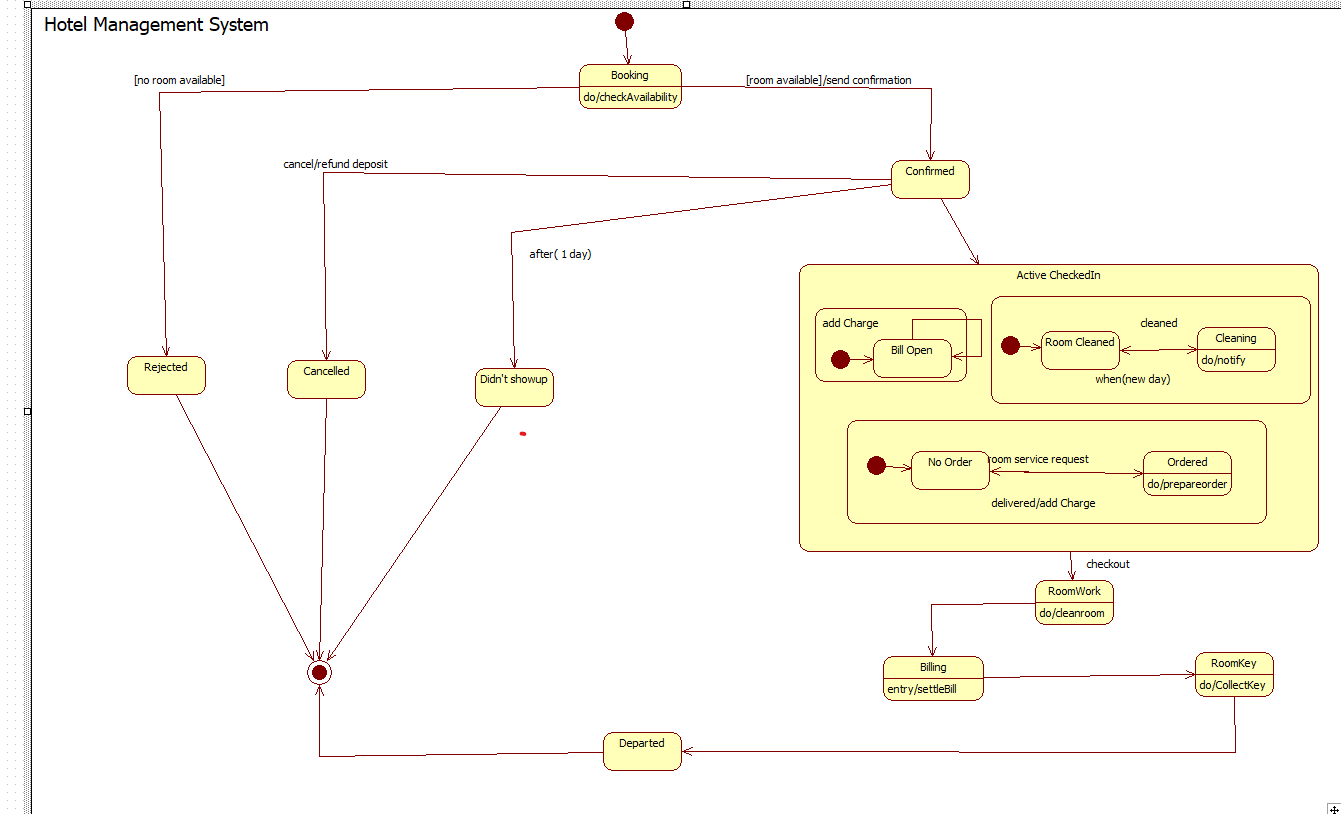 Hotel Management System
[no room available]
Booking
do/checkAvailability
[room available]/send confirmation
cancel/refund deposit
Confirmed
after( 1 day)
Active CheckedIn
add Charge
Bill Open
Room Cleaned
cleaned
Cleaning
do/notify
when(new day)
Rejected
Cancelled
Didn't showup
No Order
room service request
Ordered
do/prepareorder
delivered/add Charge
checkout
RoomWork
do/cleanroom
Billing
entry/settleBill
RoomKey
do/CollectKey
Departed